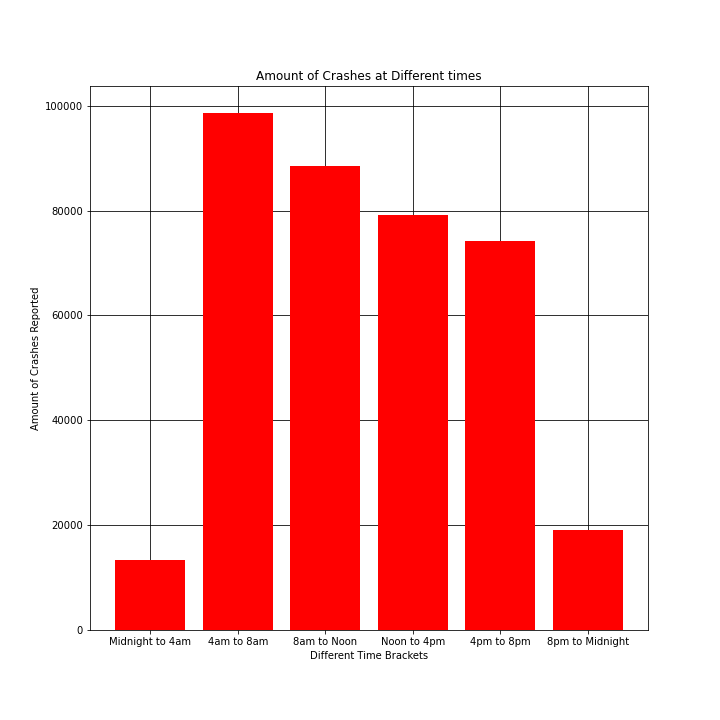 Amount of Crashes at Different times
100000
80000
60000
40000
20000
0
Amount of Crashes Reported
Midnight to 4am 4am to 8am 8am to Noon Noon to 4pm 4pm to 8pm 8pm to Midnight
Different Time Brackets